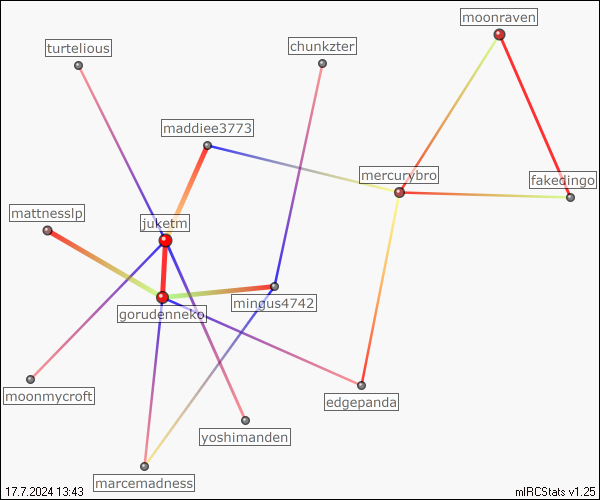 moonraven
turtelious
chunkzter
maddiee3773
mercurybro
fakedingo
mattnesslp
juketm
mingus4742
gorudenneko
moonmycroft
edgepanda
yoshimanden
marcemadness
17.7.2024 13:43
mIRCStats v1.25